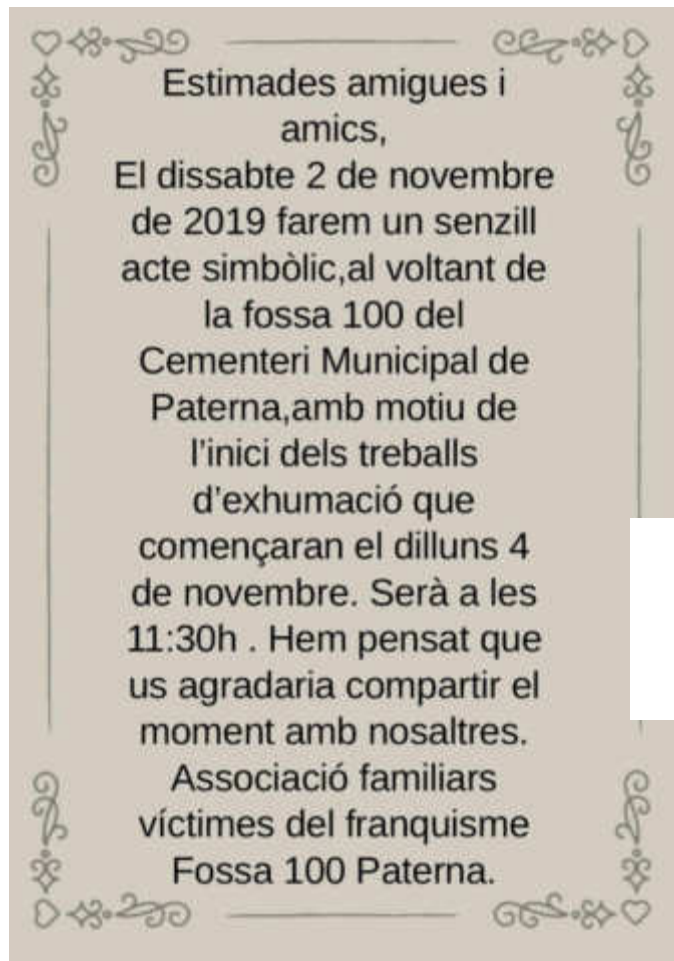 Estimades amigues i
amics,
El dissabte 2 de novembre
de 2019 farem un senzill
acte simbòlic,al voltant de
la fossa 100 del
Cementeri Municipal de
Paterna,amb motiu de
l’inici dels treballs
d’exhumació que
començaran el dilluns 4
de novembre. Serà a les
11:30h . Hem pensat que
us agradaria compartir el
moment amb nosaltres.
Associació familiars
víctimes del franquisme
Fossa 100 Paterna.